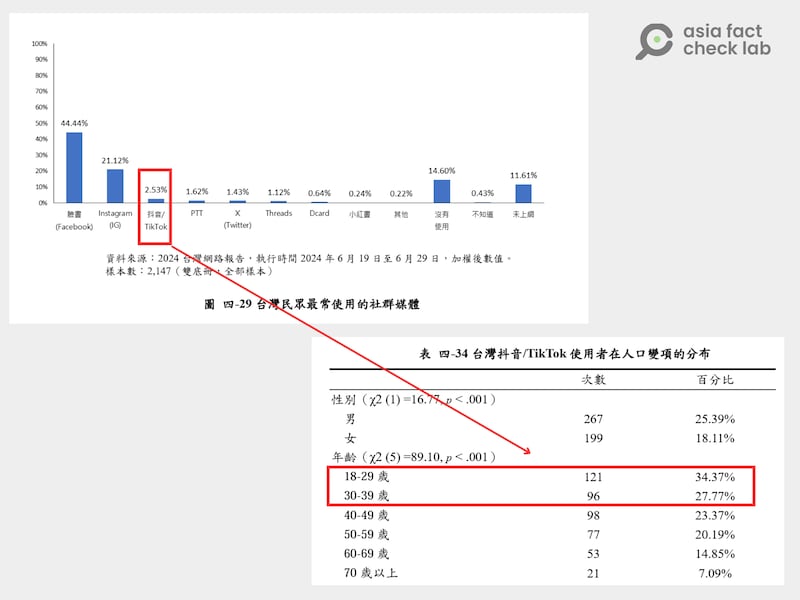 asia fact
check lab
100%
90%
80%
70%
60%
50%
40%
30%
20%
10%
0%
44.44%
21.12%
2.53%
1.62%
1.43%
1.12%
0.64%
0.24%
0.22%
14.60%
0.43%
11.61%
臉書
(Facebook)
Instagram
(IG)
抖音/
TikTok
PTT
X
(Twitter)
Threads
Dcard
小紅書
其他
沒有
使用
不知道
未上網
資料來源：2024 台灣網路報告，執行時間 2024 年 6 月 19 日至 6 月 29 日，加權後數值。
樣本數：2,147（雙底冊，全部樣本）
圖 四-29 台灣民眾最常使用的社群媒體
表 四-34 台灣抖音/TikTok 使用者在人口變項的分布
次數 百分比
性別（χ2 (1) =16.77, p < .001）
男 267 25.39%
女 199 18.11%
年齡（χ2 (5) =89.10, p < .001）
18-29 歲 121 34.37%
30-39 歲 96 27.77%
40-49 歲 98 23.37%
50-59 歲 77 20.19%
60-69 歲 53 14.85%
70 歲以上 21 7.09%